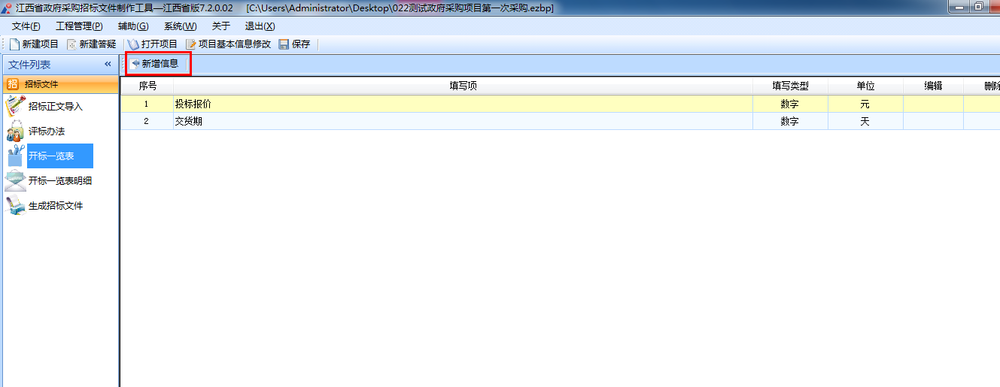 江西省政府采购招标文件制作工具—江西省版7.2.0.02 [C:\Users\Administrator\Desktop\022测试政府采购项目第一次采购.ezbp]
文件(F) 工程管理(P) 辅助(G) 系统(W) 关于 退出(X)
新建项目 新建答疑 打开项目 项目基本信息修改 保存
文件列表 «
新增信息
招 招标文件
招标正文导入
评标办法
开标一览表
开标一览表明细
生成招标文件
序号 填写项 填写类型 单位 编辑 删除
1 投标报价 数字 元
2 交货期 数字 天